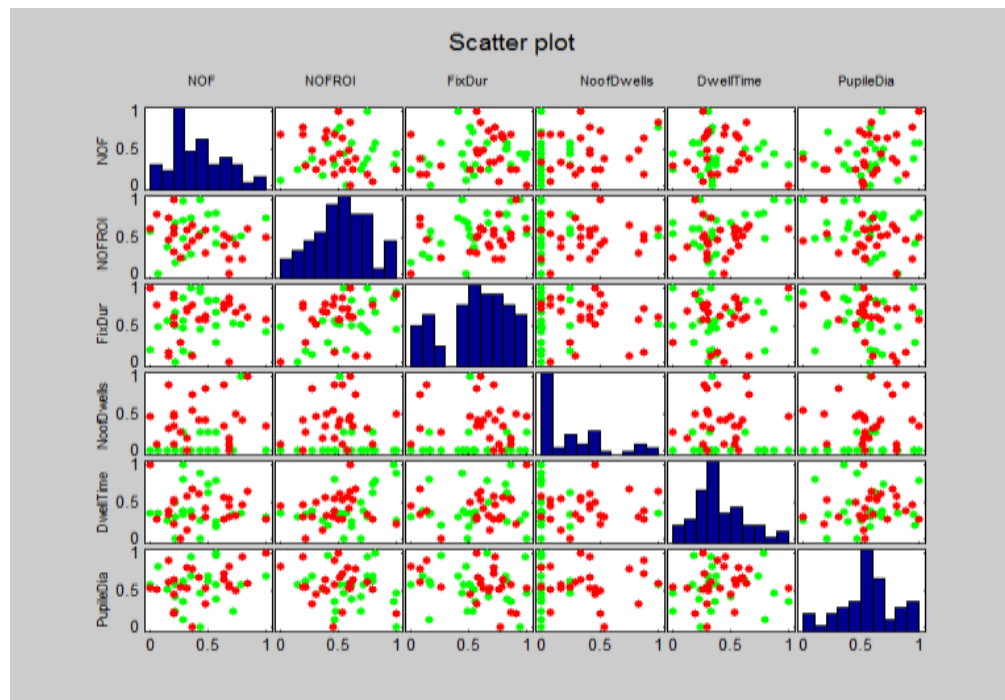 Scatter plot
NOF NOFROI FixDur NoofDwells DwellTime PupileDia
NOF 1 0.5 0
NOFROI 1 0.5 0
FixDur 1 0.5 0
NoofDwells 1 0.5 0
DwellTime 1 0.5 0
PupileDia 1 0.5 0
0 0.5 1 0 0.5 1 0 0.5 1 0 0.5 1 0 0.5 1 0 0.5 1